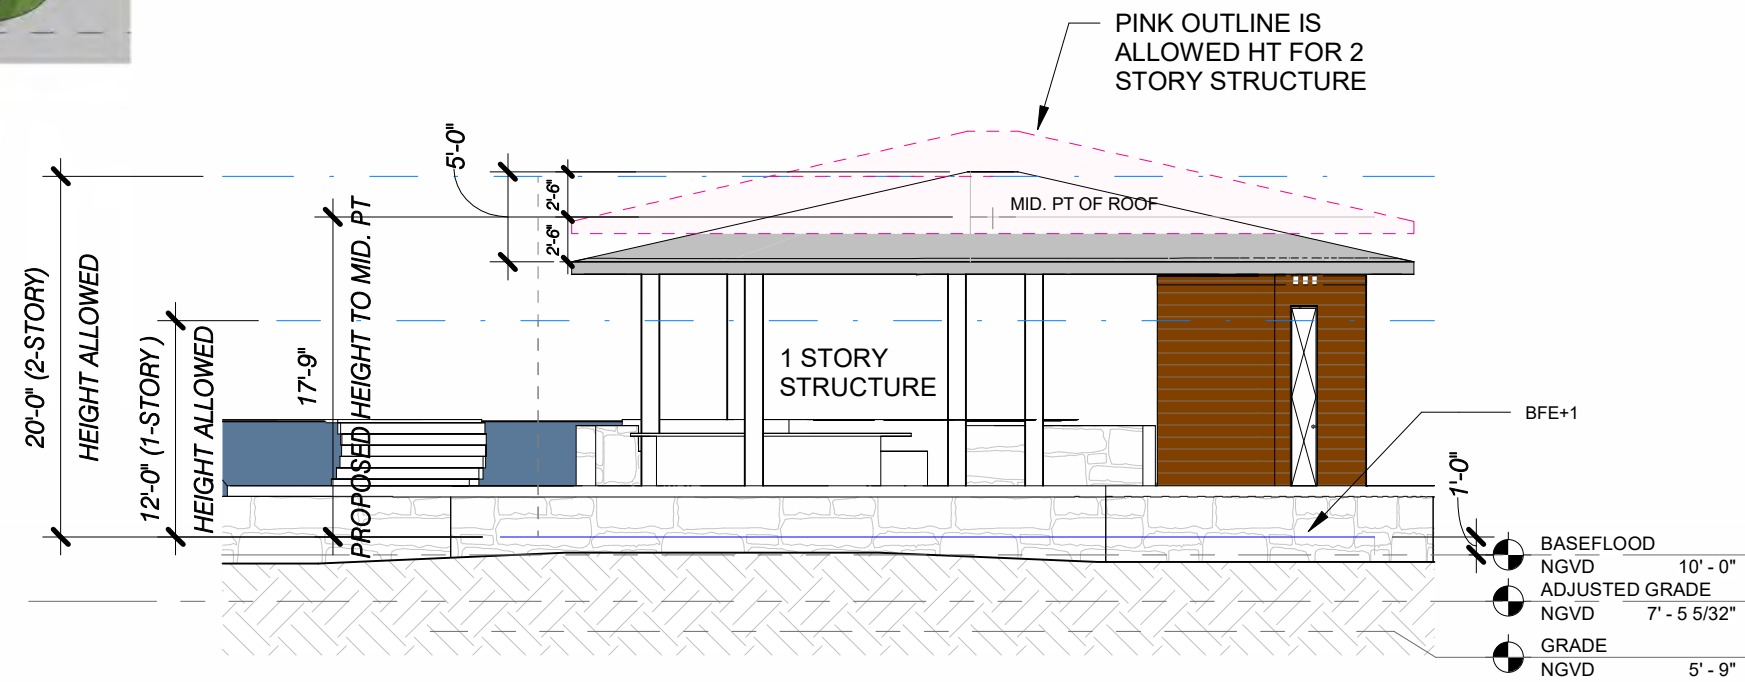 PINK OUTLINE IS
ALLOWED HT FOR 2
STORY STRUCTURE
5'-0"
2'-6"
2'-6"
MID. PT OF ROOF
20'-0" (2-STORY)
HEIGHT ALLOWED
12'-0" (1-STORY )
HEIGHT ALLOWED
17'-9"
PROPOSED HEIGHT TO MID. PT
1 STORY
STRUCTURE
BFE+1
1'-0"
BASEFLOOD
NGVD 10' - 0"
ADJUSTED GRADE
NGVD 7' - 5 5/32"
GRADE
NGVD 5' - 9"